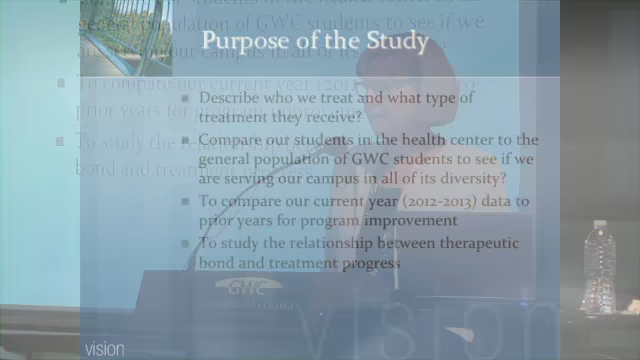 Purpose of the Study
Describe who we treat and what type of
treatment they receive?
Compare our students in the health center to the
general population of GWC students to see if we
are serving our campus in all of its diversity?
To compare our current year (2012-2013) data to
prior years for program improvement
To study the relationship between therapeutic
bond and treatment progress
GWC
vision
vision